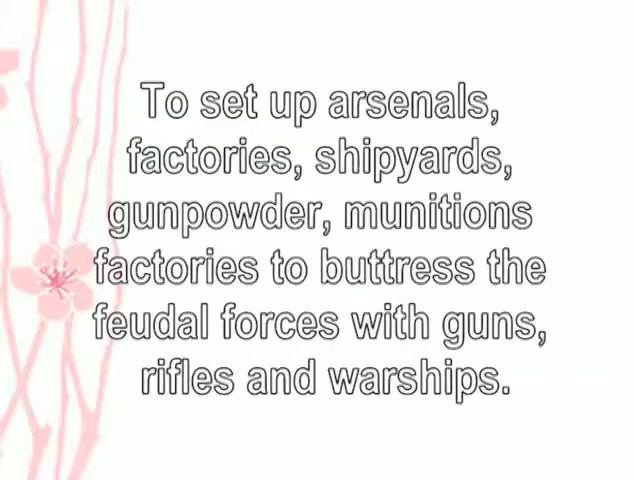 To set up arsenals,
factories, shipyards,
gunpowder, munitions
factories to buttress the
feudal forces with guns,
rifles and warships.